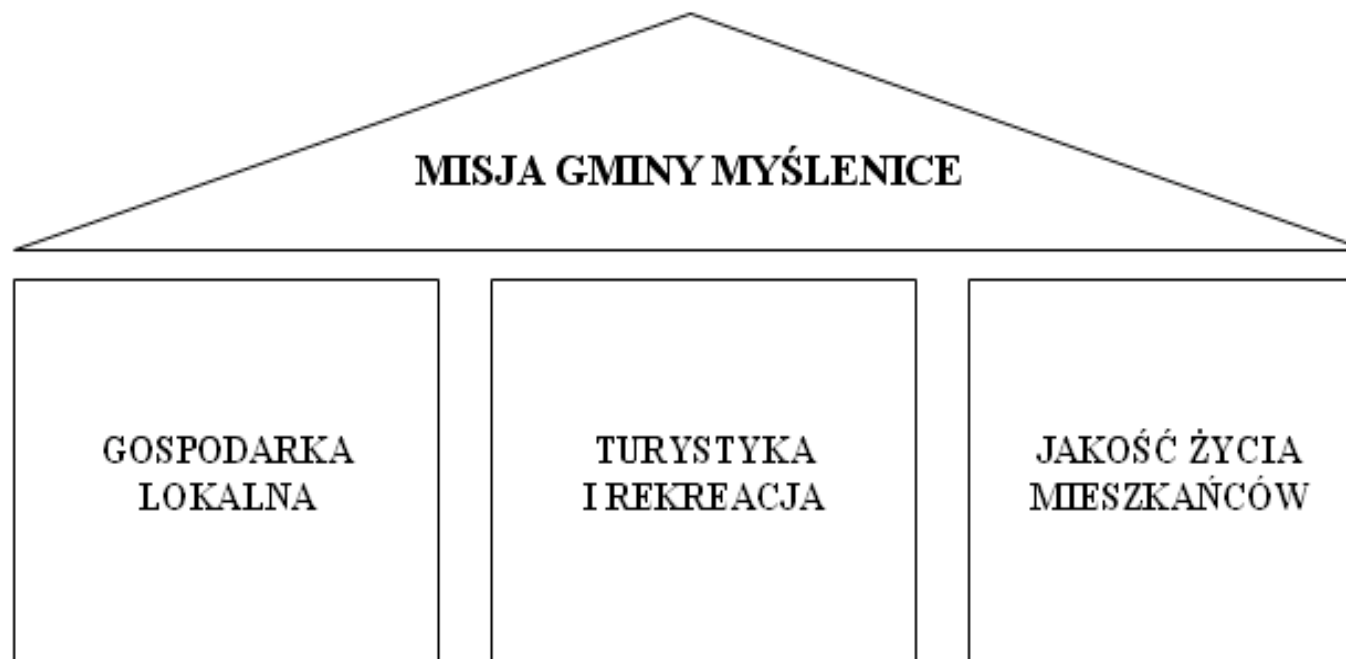 MISJA GMINY MYŚLENICE
GOSPODARKA
LOKALNA
TURYSTYKA
I REKREACJA
JAKOŚĆ ŻYCIA
MIESZKAŃCÓW